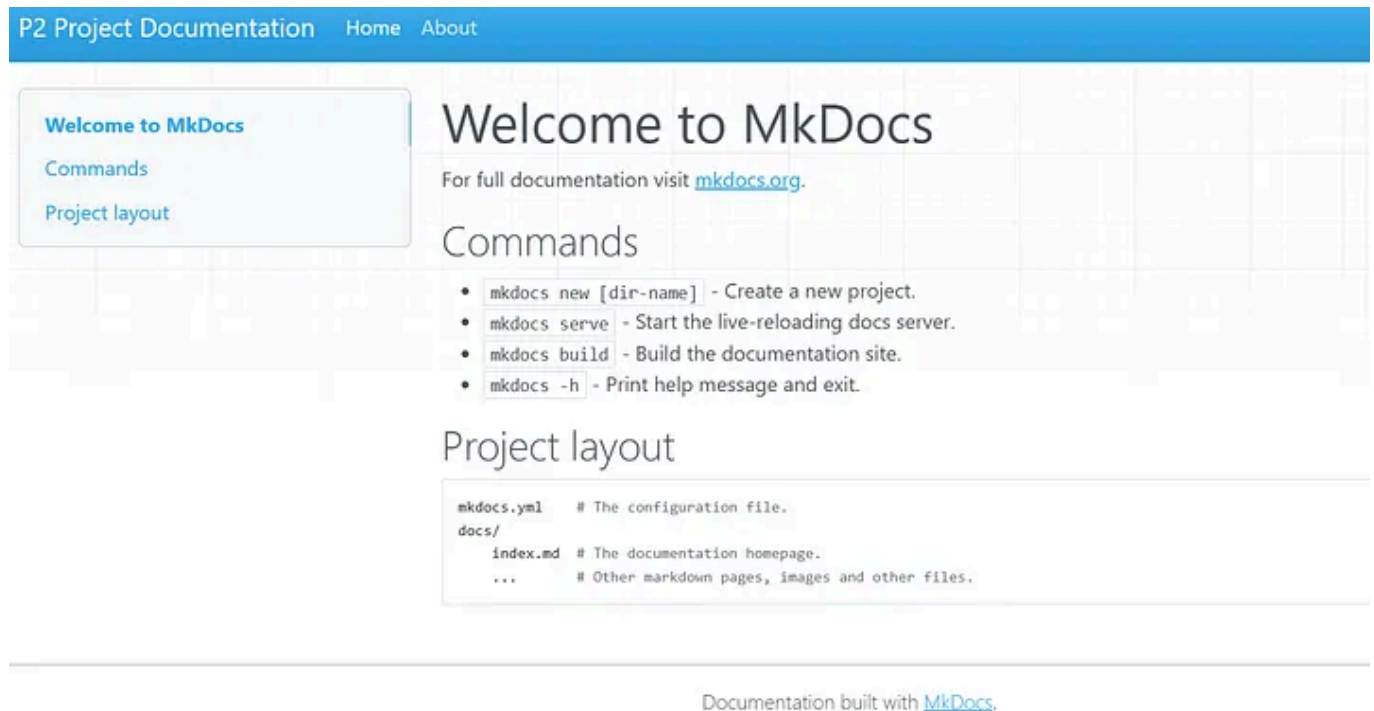 P2 Project Documentation Home About
Welcome to MkDocs
Commands
Project layout
Welcome to MkDocs
For full documentation visit mkdocs.org.
Commands
mkdocs new [dir-name] - Create a new project.
mkdocs serve - Start the live-reloading docs server.
mkdocs build - Build the documentation site.
mkdocs -h - Print help message and exit.
Project layout
mkdocs.yml # The configuration file.
docs/
index.md # The documentation homepage.
... # Other markdown pages, images and other files.
Documentation built with MkDocs.